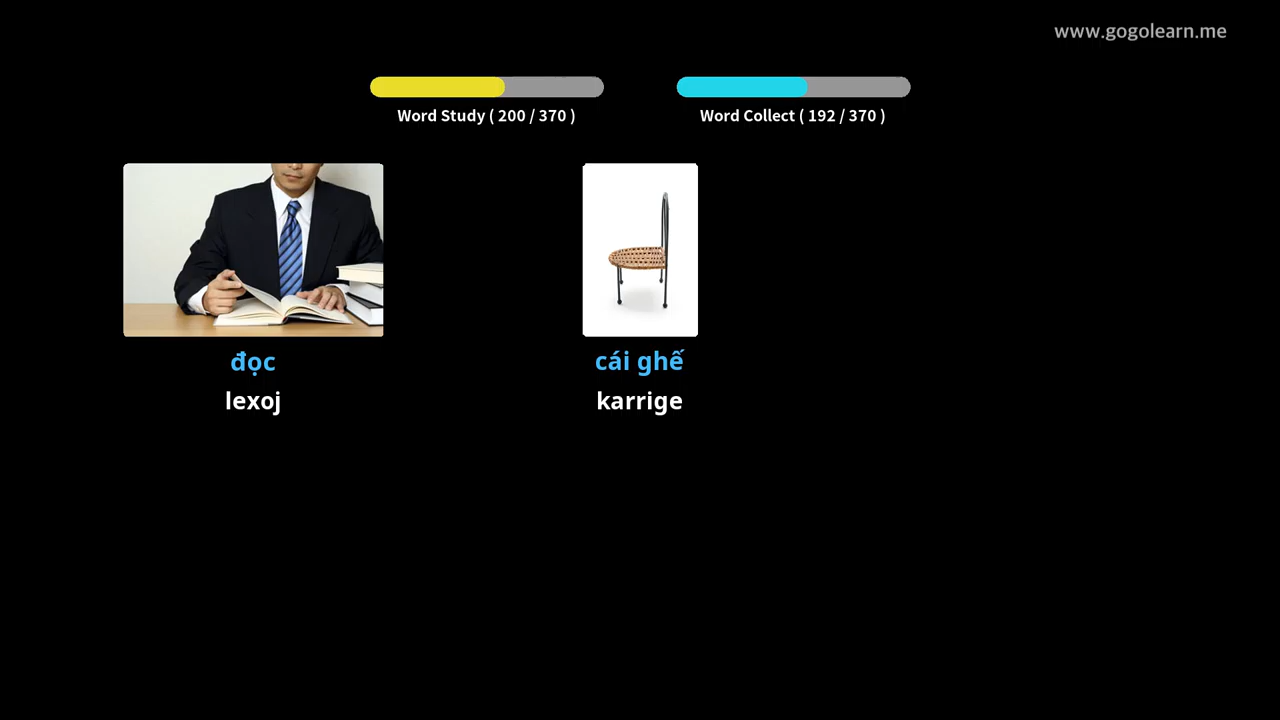 www.gogolearn.me
Word Study ( 200 / 370 )
Word Collect ( 192 / 370 )
đọc
lexoj
cái ghế
karrige